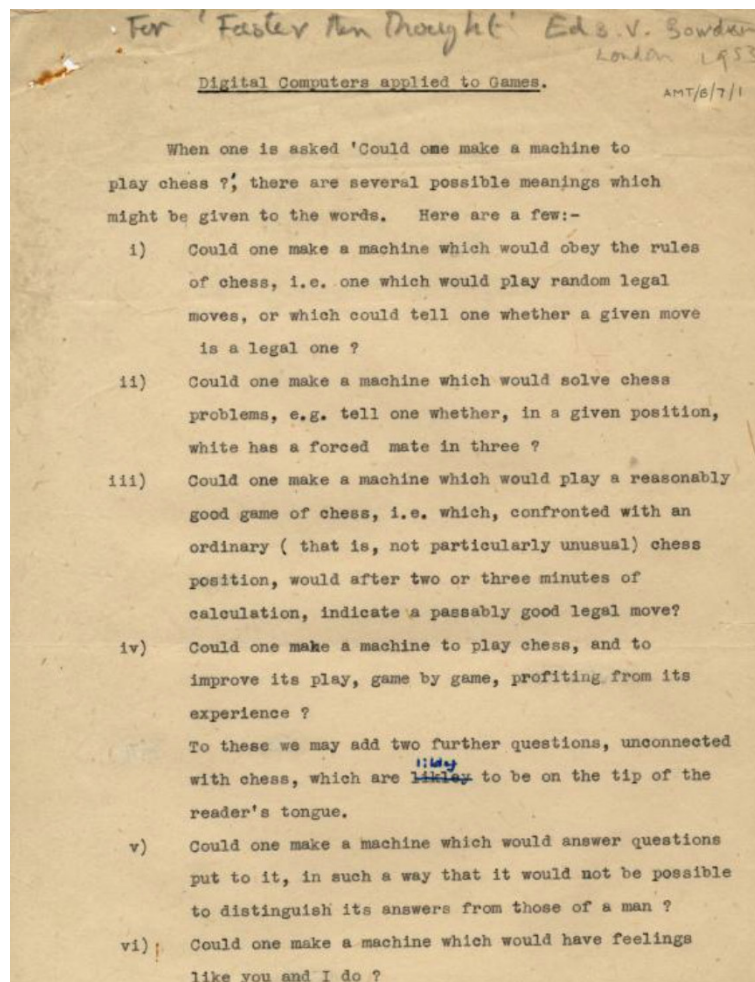 For 'Faster than Thought' Ed B. V. Bowden
London 1953
Digital Computers applied to Games.
AMT/B/7/1
When one is asked 'Could one make a machine to
play chess ?', there are several possible meanings which
might be given to the words. Here are a few:-
i) Could one make a machine which would obey the rules
of chess, i.e. one which would play random legal
moves, or which could tell one whether a given move
is a legal one ?
ii) Could one make a machine which would solve chess
problems, e.g. tell one whether, in a given position,
white has a forced mate in three ?
iii) Could one make a machine which would play a reasonably
good game of chess, i.e. which, confronted with an
ordinary ( that is, not particularly unusual) chess
position, would after two or three minutes of
calculation, indicate a passably good legal move?
iv) Could one make a machine to play chess, and to
improve its play, game by game, profiting from its
experience ?
To these we may add two further questions, unconnected
likely
with chess, which are likley to be on the tip of the
reader's tongue.
v) Could one make a machine which would answer questions
put to it, in such a way that it would not be possible
to distinguish its answers from those of a man ?
vi) Could one make a machine which would have feelings
like you and I do ?